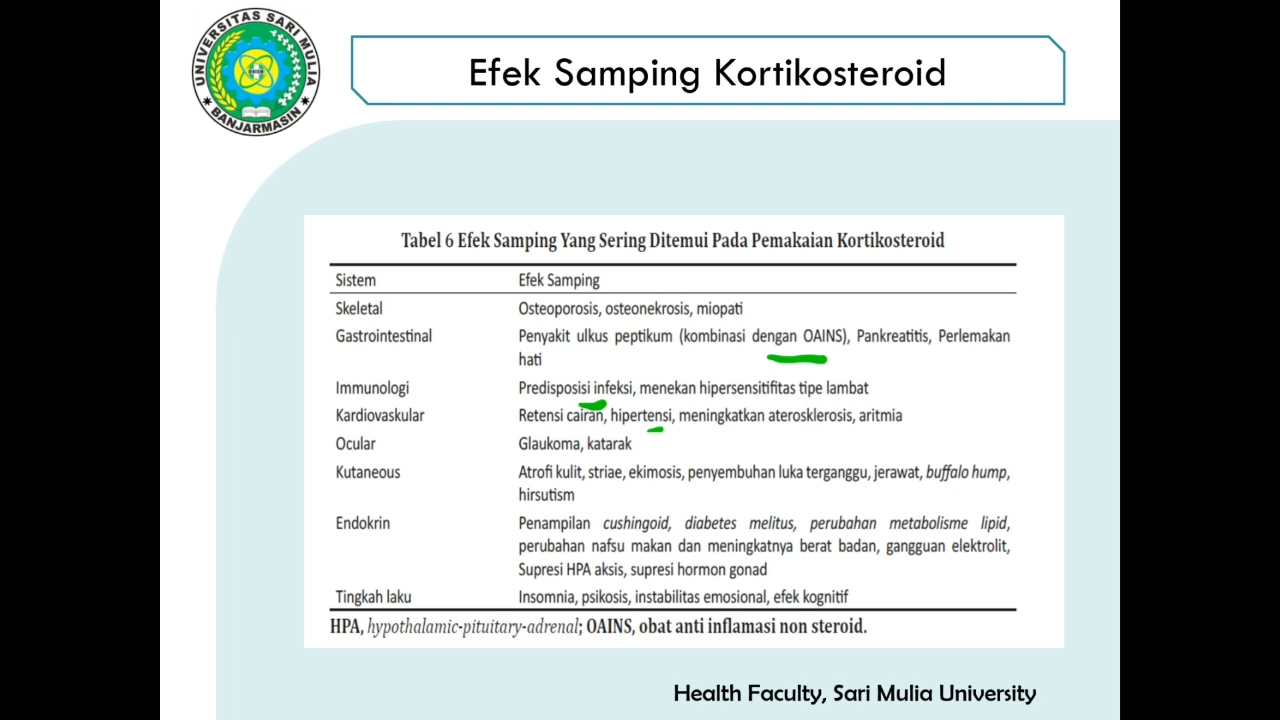 UNIVERSITAS SARI MULIA
BANJARMASIN
Efek Samping Kortikosteroid
Tabel 6 Efek Samping Yang Sering Ditemui Pada Pemakaian Kortikosteroid
Sistem Efek Samping
Skeletal Osteoporosis, osteonekrosis, miopati
Gastrointestinal Penyakit ulkus peptikum (kombinasi dengan OAINS), Pankreatitis, Perlemakan
hati
Immunologi Predisposisi infeksi, menekan hipersensitifitas tipe lambat
Kardiovaskular Retensi cairan, hipertensi, meningkatkan aterosklerosis, aritmia
Ocular Glaukoma, katarak
Kutaneous Atrofi kulit, striae, ekimosis, penyembuhan luka terganggu, jerawat, buffalo hump,
hirsutism
Endokrin Penampilan cushingoid, diabetes melitus, perubahan metabolisme lipid,
perubahan nafsu makan dan meningkatnya berat badan, gangguan elektrolit,
Supresi HPA aksis, supresi hormon gonad
Tingkah laku Insomnia, psikosis, instabilitas emosional, efek kognitif
HPA, hypothalamic-pituitary-adrenal; OAINS, obat anti inflamasi non steroid.
Health Faculty, Sari Mulia University